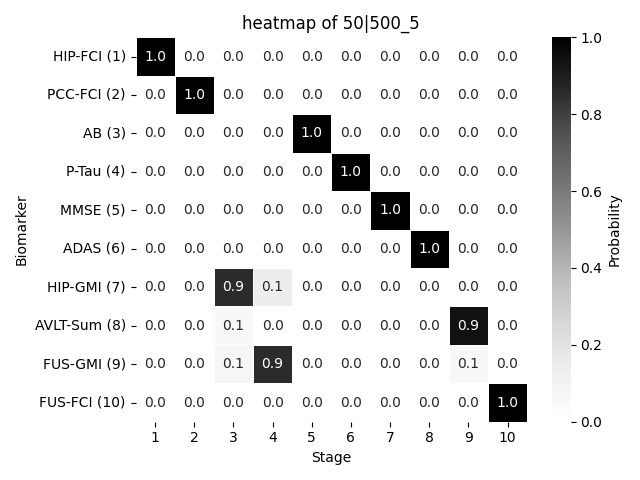 heatmap of 50|500_5
HIP-FCI (1) 1.0 0.0 0.0 0.0 0.0 0.0 0.0 0.0 0.0 0.0
PCC-FCI (2) 0.0 1.0 0.0 0.0 0.0 0.0 0.0 0.0 0.0 0.0
AB (3) 0.0 0.0 0.0 0.0 1.0 0.0 0.0 0.0 0.0 0.0
P-Tau (4) 0.0 0.0 0.0 0.0 0.0 1.0 0.0 0.0 0.0 0.0
MMSE (5) 0.0 0.0 0.0 0.0 0.0 0.0 1.0 0.0 0.0 0.0
ADAS (6) 0.0 0.0 0.0 0.0 0.0 0.0 0.0 1.0 0.0 0.0
HIP-GMI (7) 0.0 0.0 0.9 0.1 0.0 0.0 0.0 0.0 0.0 0.0
AVLT-Sum (8) 0.0 0.0 0.1 0.0 0.0 0.0 0.0 0.0 0.9 0.0
FUS-GMI (9) 0.0 0.0 0.1 0.9 0.0 0.0 0.0 0.0 0.1 0.0
FUS-FCI (10) 0.0 0.0 0.0 0.0 0.0 0.0 0.0 0.0 0.0 1.0
1 2 3 4 5 6 7 8 9 10
Stage
Biomarker
1.0
0.8
0.6
0.4
0.2
0.0
Probability